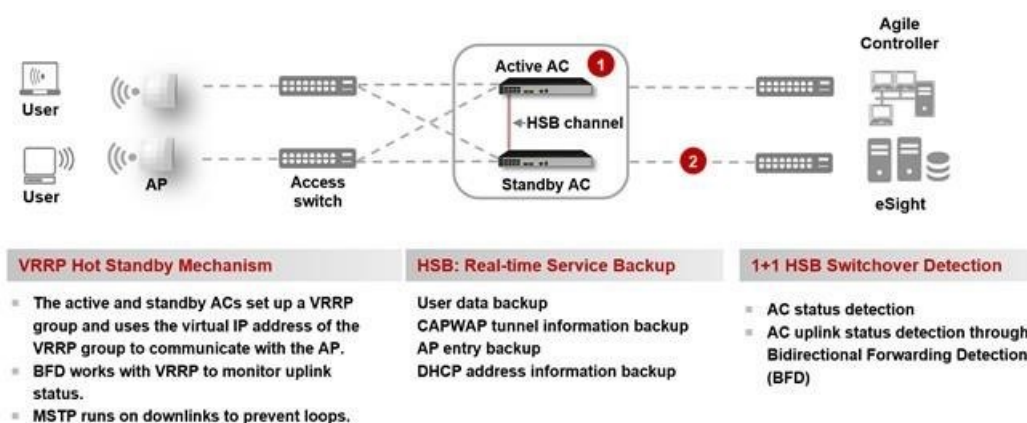 Agile
Controller
Active AC
1
User
HSB channel
2
AP
Access
switch
Standby AC
User
eSight
VRRP Hot Standby Mechanism
The active and standby ACs set up a VRRP
group and uses the virtual IP address of the
VRRP group to communicate with the AP.
BFD works with VRRP to monitor uplink
status.
MSTP runs on downlinks to prevent loops.
HSB: Real-time Service Backup
User data backup
CAPWAP tunnel information backup
AP entry backup
DHCP address information backup
1+1 HSB Switchover Detection
AC status detection
AC uplink status detection through
Bidirectional Forwarding Detection
(BFD)